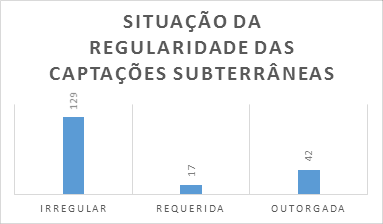 SITUAÇÃO DA
REGULARIDADE DAS
CAPTAÇÕES SUBTERRÂNEAS
129
17
42
IRREGULAR REQUERIDA OUTORGADA